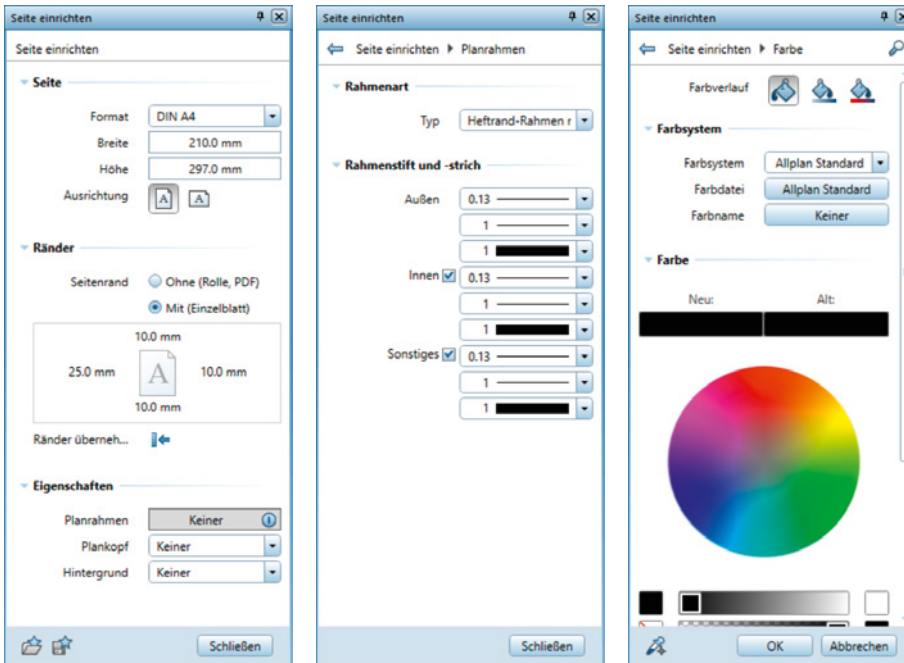 Seite einrichten
Seite einrichten
Seite
Format DIN A4
Breite 210.0 mm
Höhe 297.0 mm
Ausrichtung A A
Ränder
Seitenrand Ohne (Rolle, PDF)
Mit (Einzelblatt)
10.0 mm
25.0 mm A 10.0 mm
10.0 mm
Ränder überneh...
Eigenschaften
Planrahmen Keiner
Plankopf Keiner
Hintergrund Keiner
Schließen
Seite einrichten
Seite einrichten Planrahmen
Rahmenart
Typ Heftrand-Rahmen r
Rahmenstift und -strich
Außen 0.13
1
1
Innen 0.13
1
1
Sonstiges 0.13
1
1
Schließen
Seite einrichten
Seite einrichten Farbe
Farbverlauf
Farbsystem
Farbsystem Allplan Standard
Farbdatei Allplan Standard
Farbname Keiner
Farbe
Neu: Alt:
OK Abbrechen